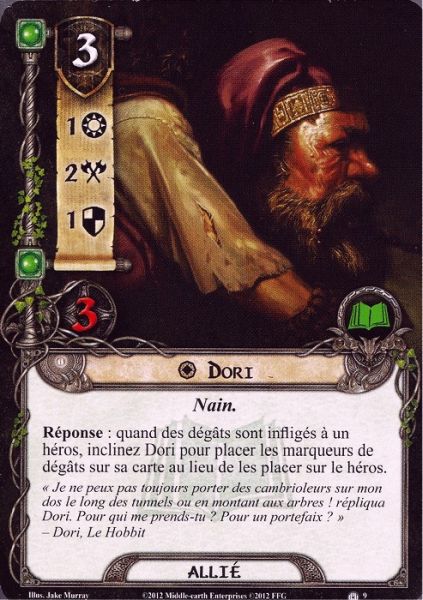 3
1
2
1
3
DORI
Nain.
Réponse : quand des dégâts sont infligés à un
héros, inclinez Dori pour placer les marqueurs de
dégâts sur sa carte au lieu de les placer sur le héros.
« Je ne peux pas toujours porter des cambrioleurs sur mon
dos le long des tunnels ou en montant aux arbres ! répliqua
Dori. Pour qui me prends-tu ? Pour un portefaix ? »
– Dori, Le Hobbit
ALLIÉ
Illus. Jake Murray ©2012 Middle-earth Enterprises ©2012 FFG 9